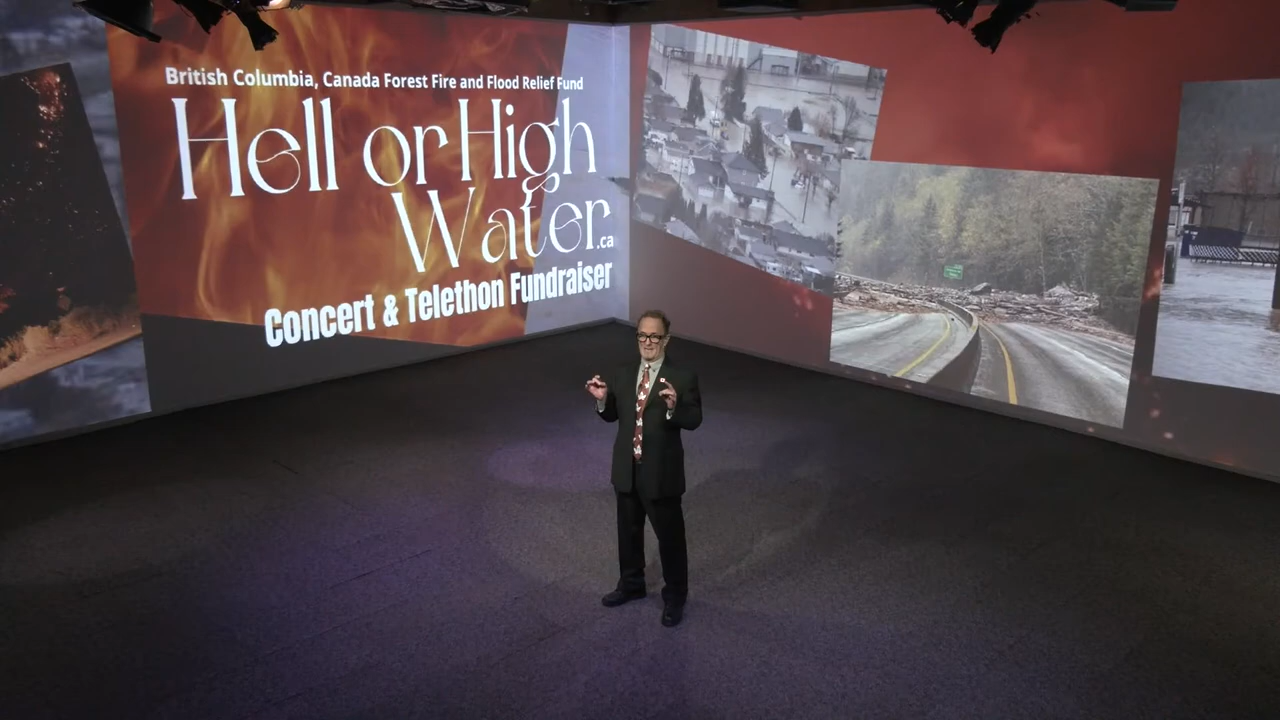 British Columbia, Canada Forest Fire and Flood Relief Fund
Hell or High
Water.ca
Concert & Telethon Fundraiser